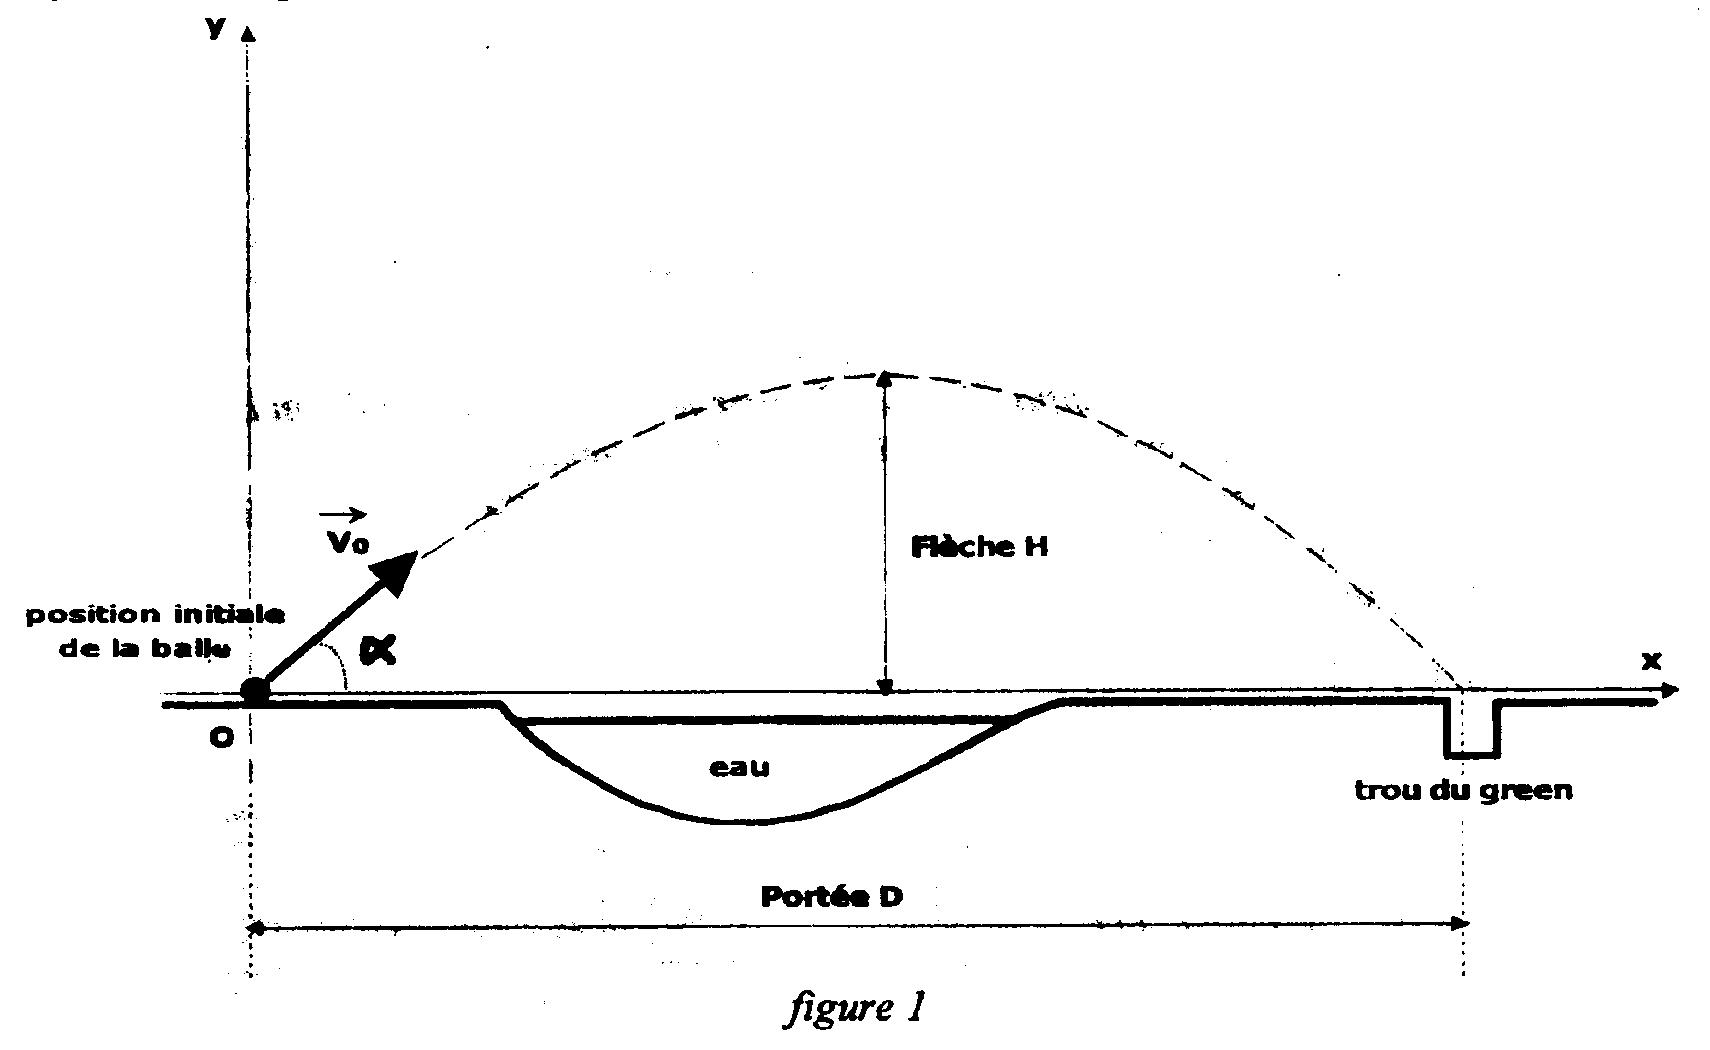 y
V₀
Flèche H
position initiale
de la balle
α
x
O
eau
trou du green
Portée D
figure 1